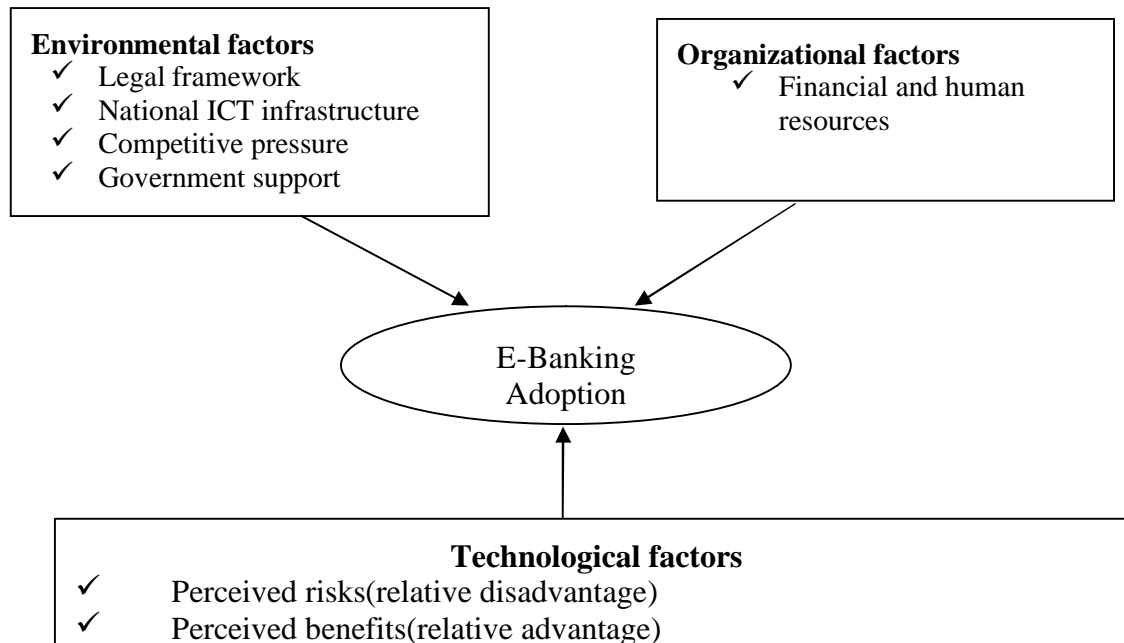 Environmental factors
✓ Legal framework
✓ National ICT infrastructure
✓ Competitive pressure
✓ Government support
Organizational factors
✓ Financial and human
resources
E-Banking
Adoption
Technological factors
✓ Perceived risks(relative disadvantage)
✓ Perceived benefits(relative advantage)